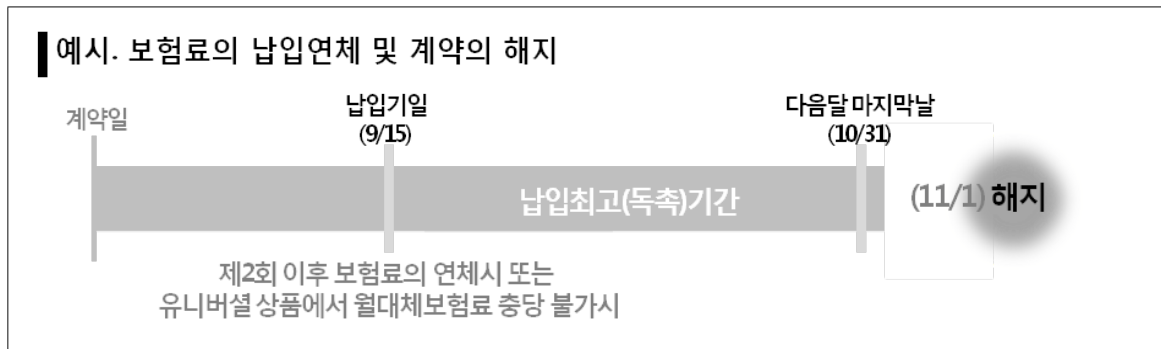 예시. 보험료의 납입연체 및 계약의 해지
계약일
납입기일
(9/15)
다음달 마지막날
(10/31)
납입최고(독촉)기간
(11/1) 해지
제2회 이후 보험료의 연체시 또는
유니버셜 상품에서 월대체보험료 충당 불가시